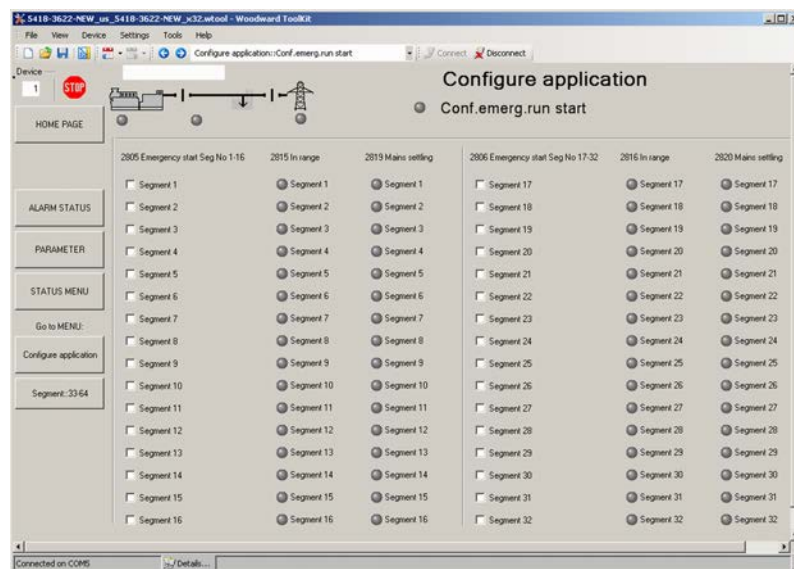 5418-3622-NEW_us_5418-3622-NEW_x32.wtool - Woodward ToolKit
File View Device Settings Tools Help
Configure application::Conf.emerg.run start Connect Disconnect
Device
1 STOP
Configure application
Conf.emerg.run start
HOME PAGE
ALARM STATUS
PARAMETER
STATUS MENU
Go to MENU:
Configure application
Segment::33-64
2805 Emergency start Seg No 1-16 2815 In range 2819 Mains settling 2806 Emergency start Seg No 17-32 2816 In range 2820 Mains settling
Segment 1 Segment 1 Segment 1 Segment 17 Segment 17 Segment 17
Segment 2 Segment 2 Segment 2 Segment 18 Segment 18 Segment 18
Segment 3 Segment 3 Segment 3 Segment 19 Segment 19 Segment 19
Segment 4 Segment 4 Segment 4 Segment 20 Segment 20 Segment 20
Segment 5 Segment 5 Segment 5 Segment 21 Segment 21 Segment 21
Segment 6 Segment 6 Segment 6 Segment 22 Segment 22 Segment 22
Segment 7 Segment 7 Segment 7 Segment 23 Segment 23 Segment 23
Segment 8 Segment 8 Segment 8 Segment 24 Segment 24 Segment 24
Segment 9 Segment 9 Segment 9 Segment 25 Segment 25 Segment 25
Segment 10 Segment 10 Segment 10 Segment 26 Segment 26 Segment 26
Segment 11 Segment 11 Segment 11 Segment 27 Segment 27 Segment 27
Segment 12 Segment 12 Segment 12 Segment 28 Segment 28 Segment 28
Segment 13 Segment 13 Segment 13 Segment 29 Segment 29 Segment 29
Segment 14 Segment 14 Segment 14 Segment 30 Segment 30 Segment 30
Segment 15 Segment 15 Segment 15 Segment 31 Segment 31 Segment 31
Segment 16 Segment 16 Segment 16 Segment 32 Segment 32 Segment 32
Connected on COM5 Details...